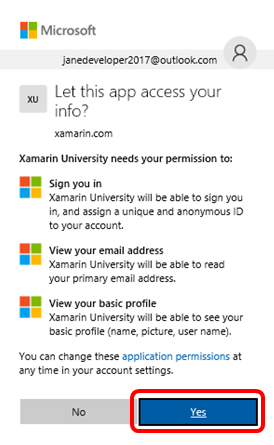 Microsoft
janedeveloper2017@outlook.com
XU
Let this app access your
info?
xamarin.com
Xamarin University needs your permission to:
Sign you in
Xamarin University will be able to sign you
in, and assign a unique and anonymous ID
to your account.
View your email address
Xamarin University will be able to read
your primary email address.
View your basic profile
Xamarin University will be able to see your
basic profile (name, picture, user name).
You can change these application permissions at
any time in your account settings.
No
Yes